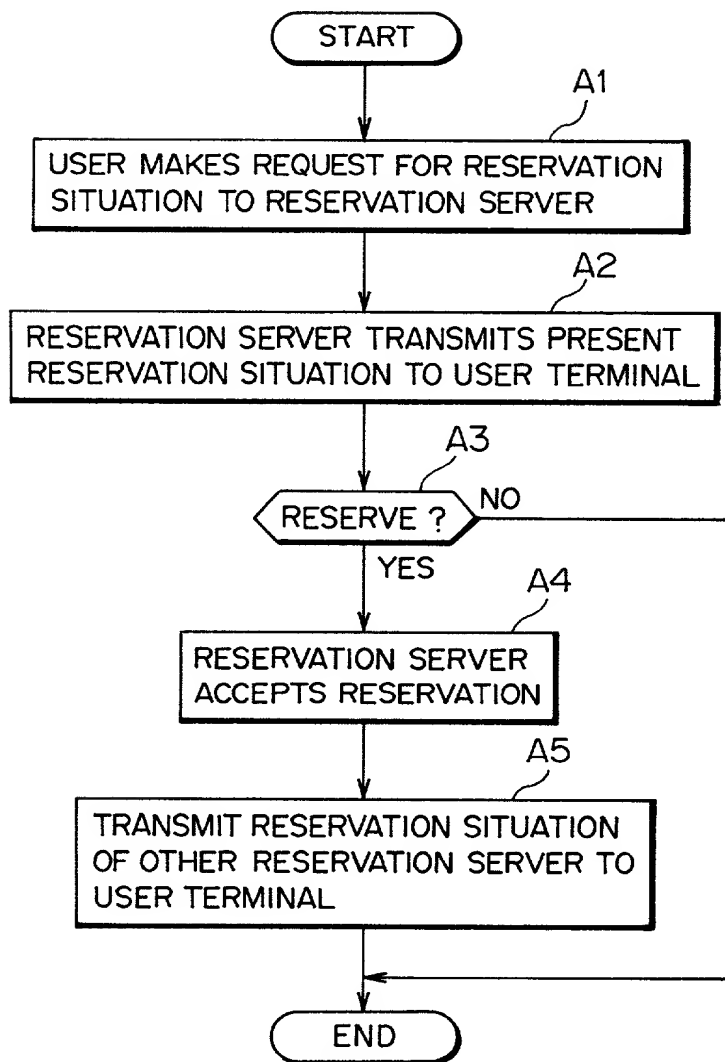 START
A1
USER MAKES REQUEST FOR RESERVATION
SITUATION TO RESERVATION SERVER
A2
RESERVATION SERVER TRANSMITS PRESENT
RESERVATION SITUATION TO USER TERMINAL
A3
RESERVE ?
NO
YES
A4
RESERVATION SERVER
ACCEPTS RESERVATION
A5
TRANSMIT RESERVATION SITUATION
OF OTHER RESERVATION SERVER TO
USER TERMINAL
END